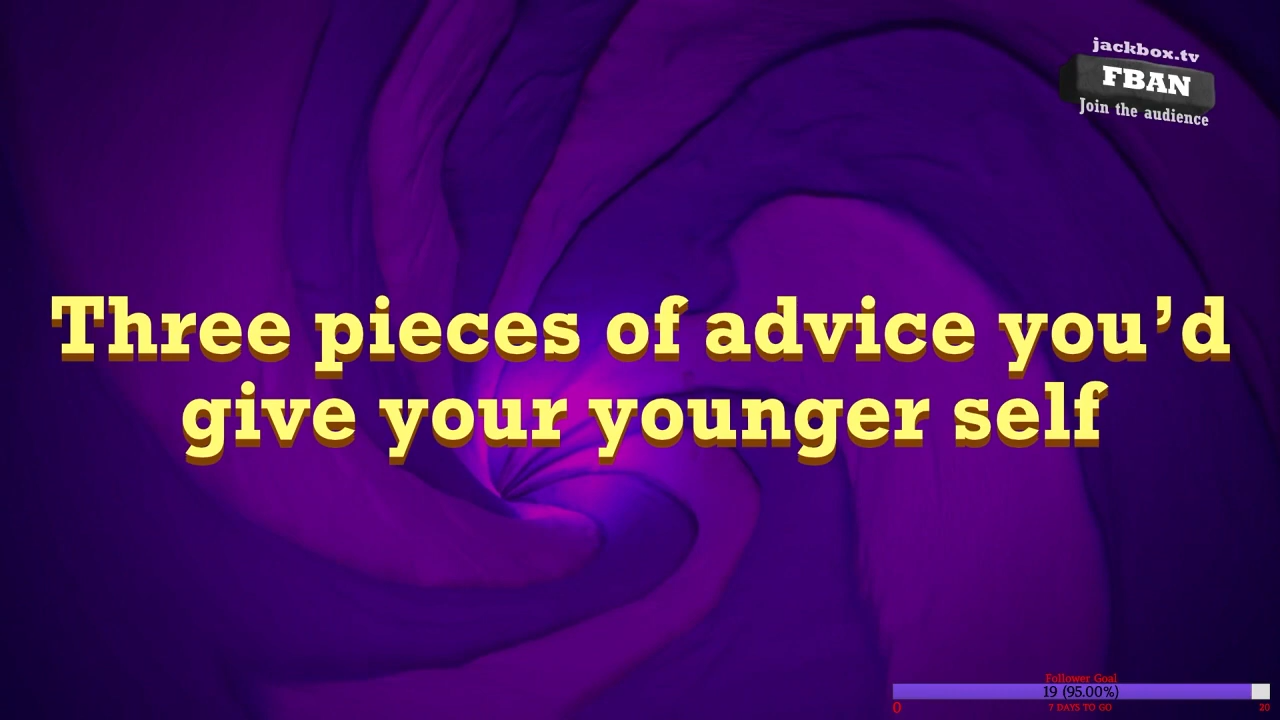 jackbox.tv
FBAN
Join the audience
Three pieces of advice you’d
give your younger self
Follower Goal
19 (95.00%)
0
7 DAYS TO GO
20